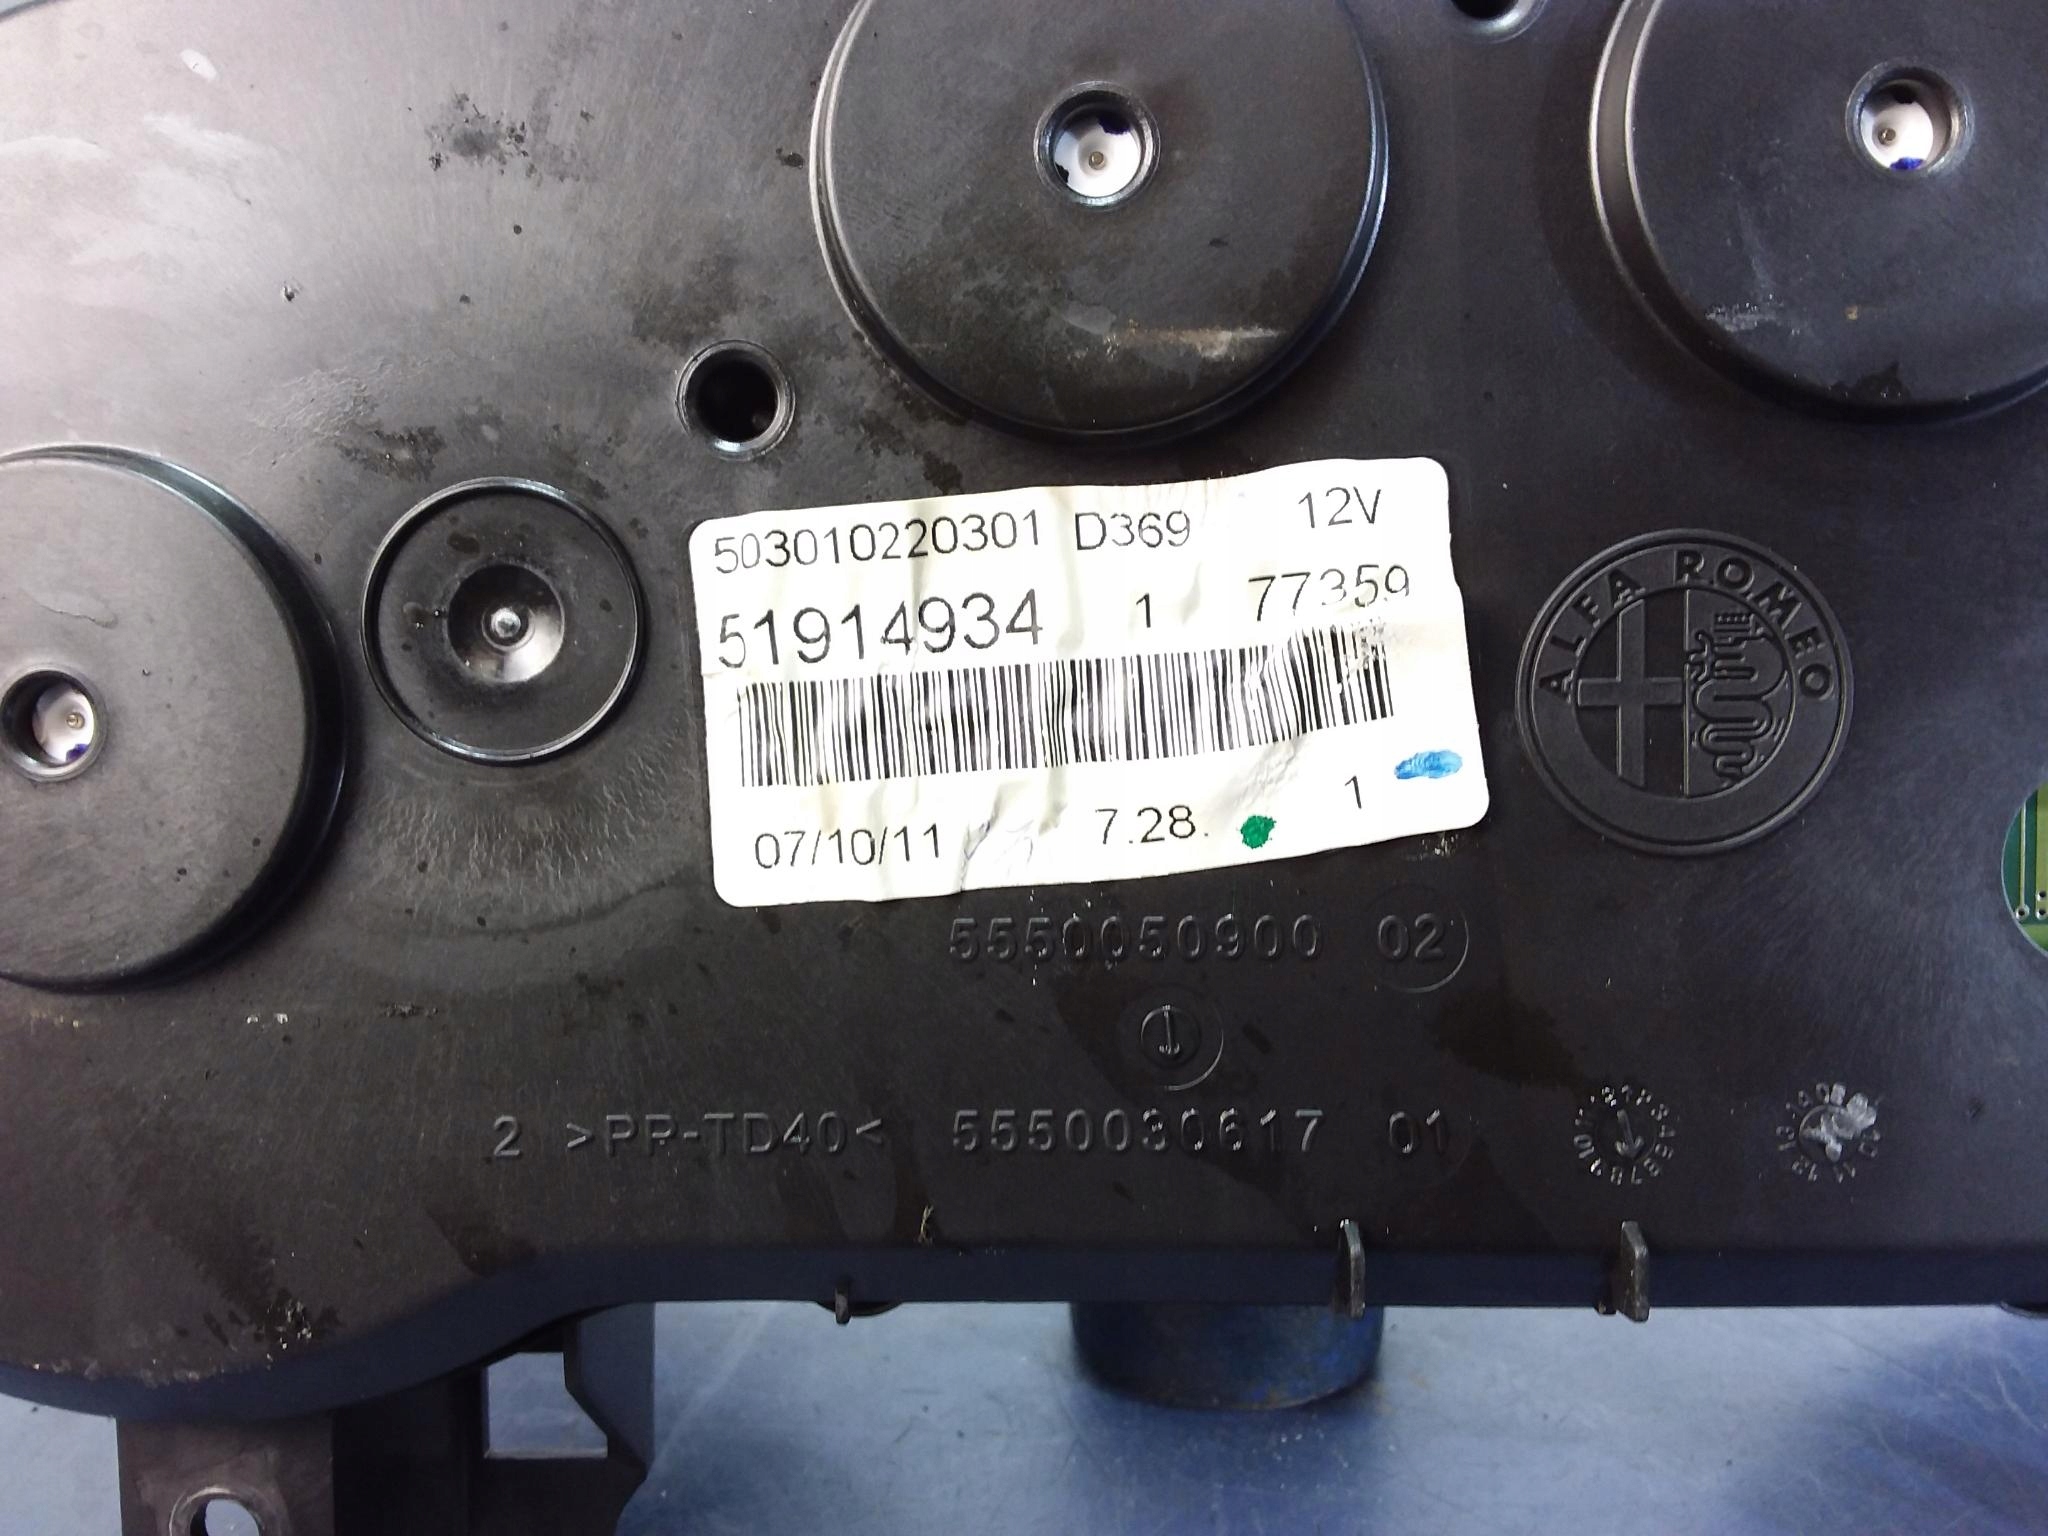 503010220301 D369 12V
51914934 1 77359
07/10/11 7.28. 1
ALFA ROMEO
5550050900 02
2 >PP-TD40< 5550030617 01